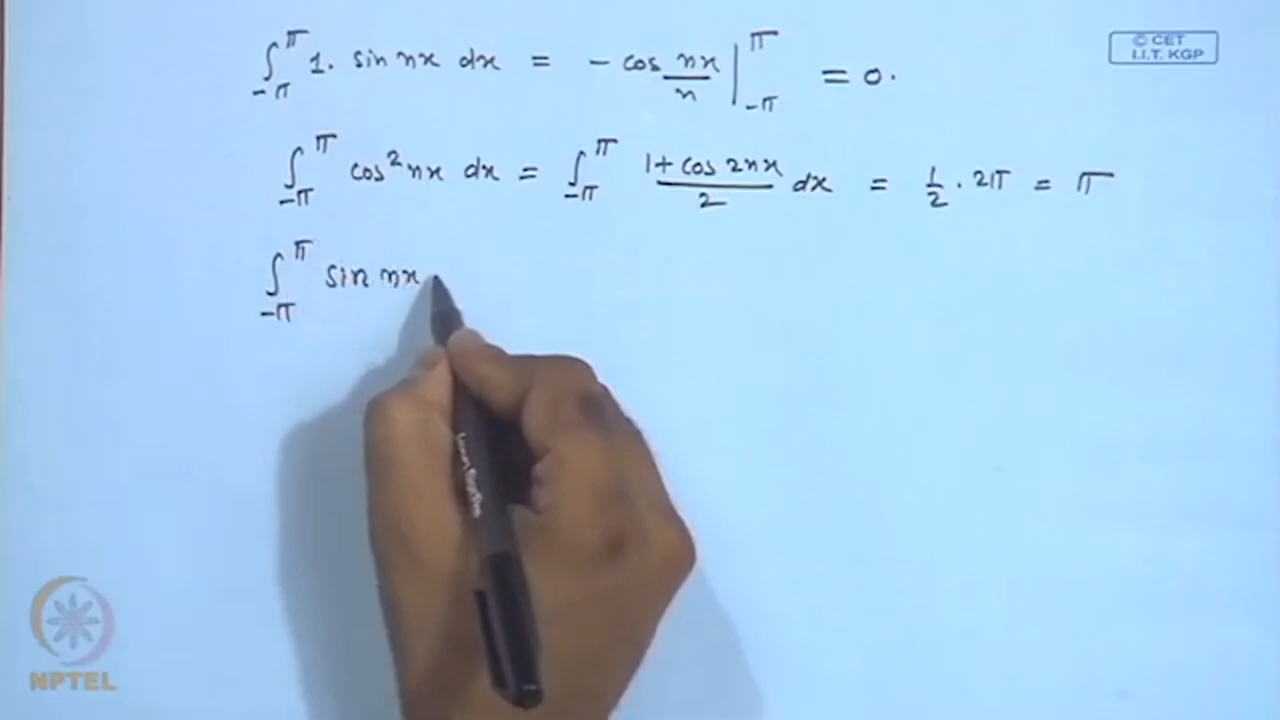 ∫_{-π}^{π} 1. sin nx dx = - cos nx/n |_{-π}^{π} = 0.
© CET
I.I.T. KGP
∫_{-π}^{π} cos² nx dx = ∫_{-π}^{π} (1+ cos 2nx)/2 dx = 1/2 . 2π = π
∫_{-π}^{π} sin nx
NPTEL